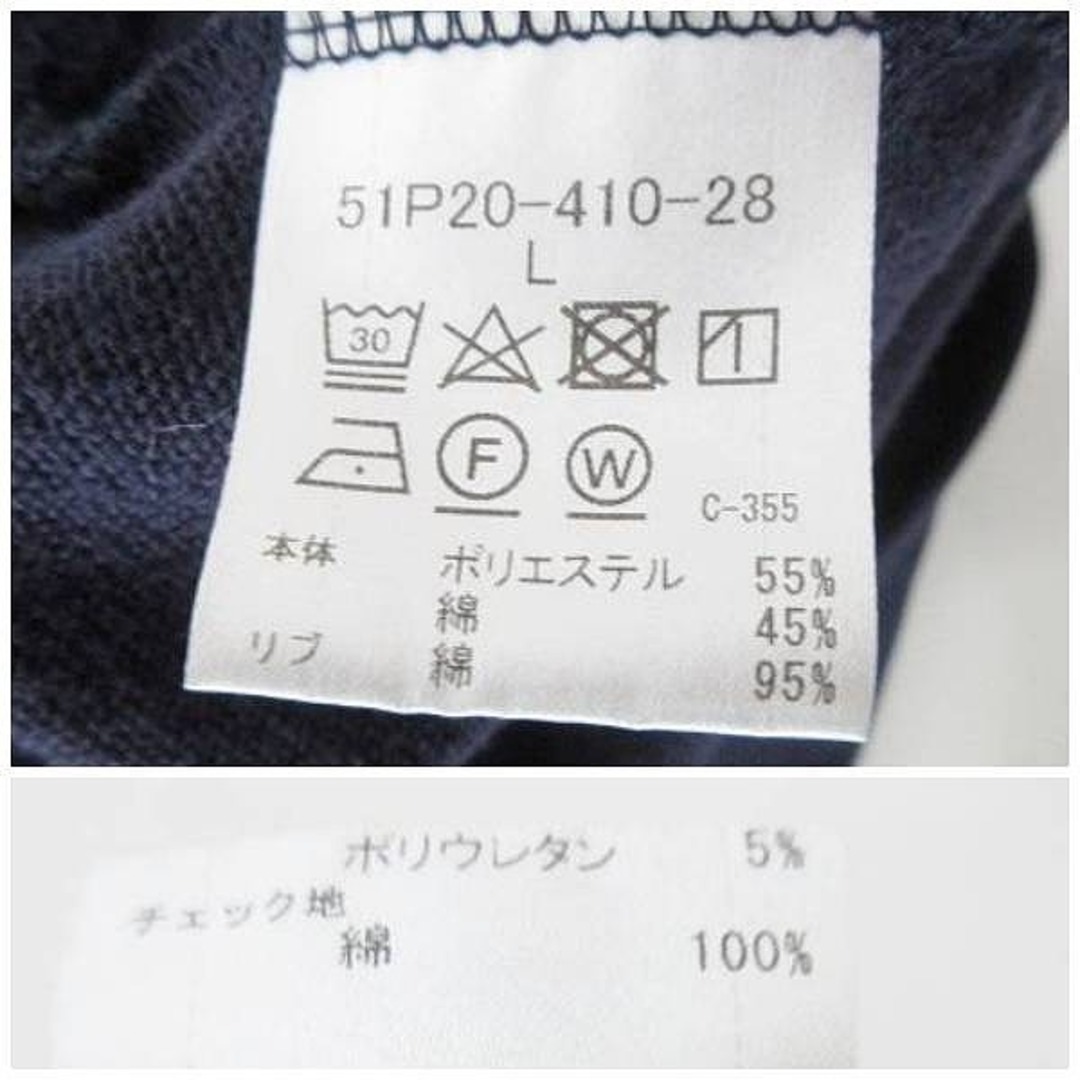 51P20-410-28
L
30
F W C-355
本体 ポリエステル 55%
綿 45%
リブ 綿 95%
ポリウレタン 5%
チェック地
綿 100%